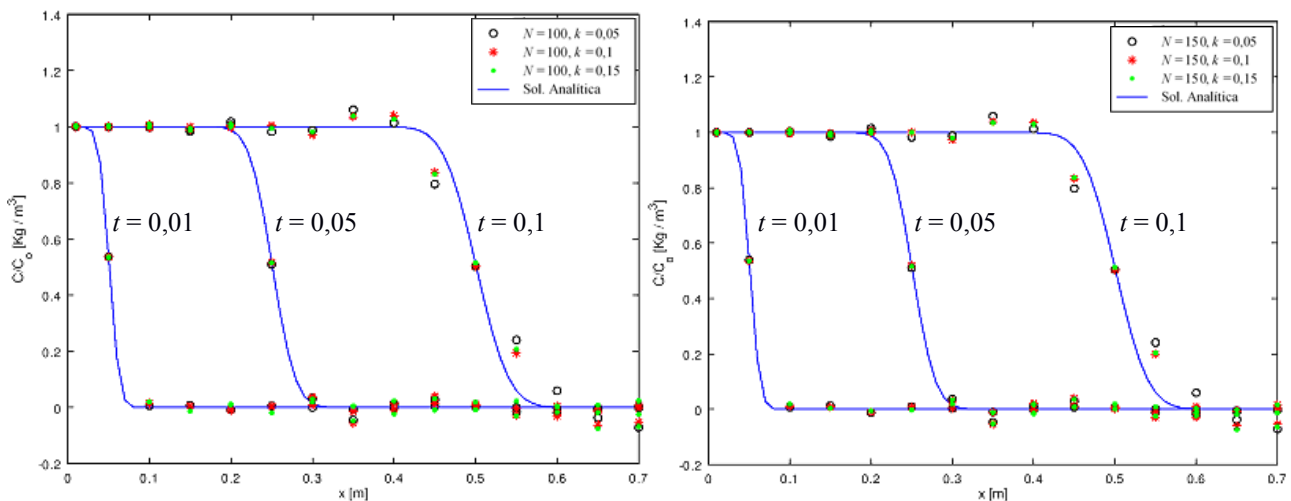 1.4
1.2
1
0.8
0.6
0.4
0.2
0
-0.2
C/C₀ [Kg / m³]
N = 100, k = 0,05
N = 100, k = 0,1
N = 100, k = 0,15
Sol. Analítica
t = 0,01
t = 0,05
t = 0,1
0 0.1 0.2 0.3 0.4 0.5 0.6 0.7
x [m]
1.4
1.2
1
0.8
0.6
0.4
0.2
0
-0.2
C/C₀ [Kg / m³]
N = 150, k = 0,05
N = 150, k = 0,1
N = 150, k = 0,15
Sol. Analítica
t = 0,01
t = 0,05
t = 0,1
0 0.1 0.2 0.3 0.4 0.5 0.6 0.7
x [m]